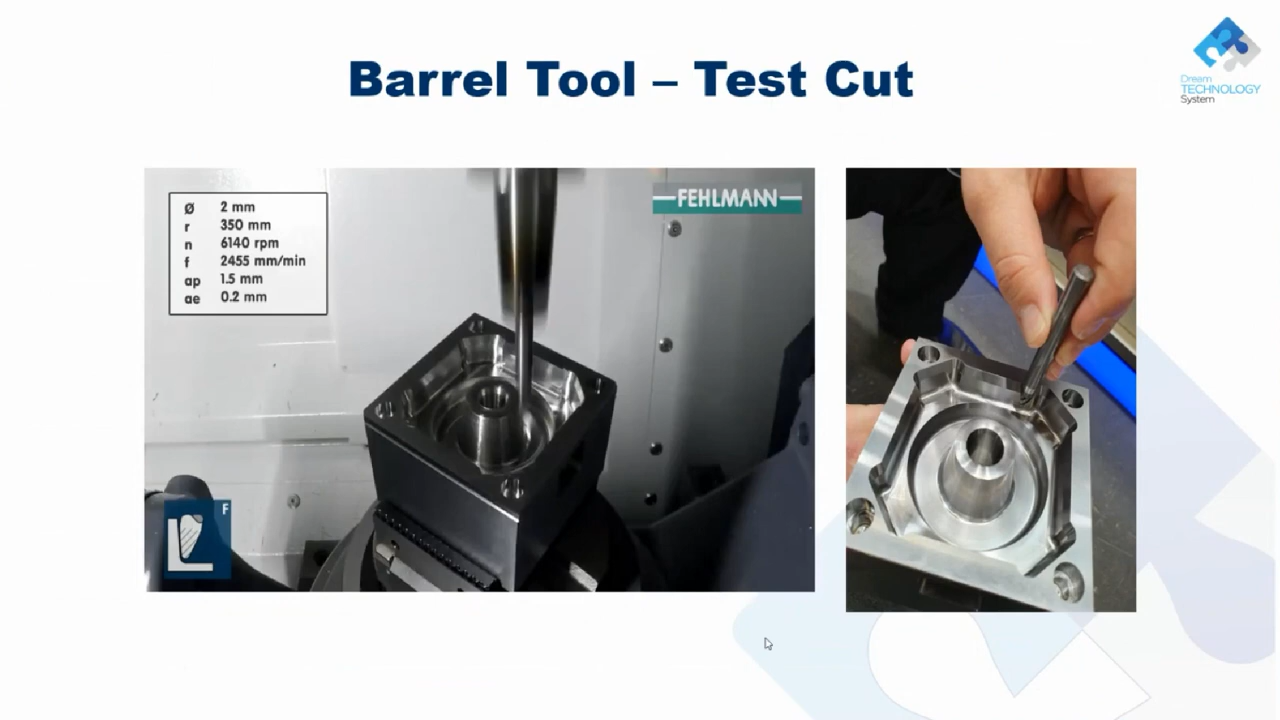 Barrel Tool – Test Cut
Dream
TECHNOLOGY
System
Ø 2 mm
r 350 mm
n 6140 rpm
f 2455 mm/min
ap 1.5 mm
ae 0.2 mm
FEHLMANN
F